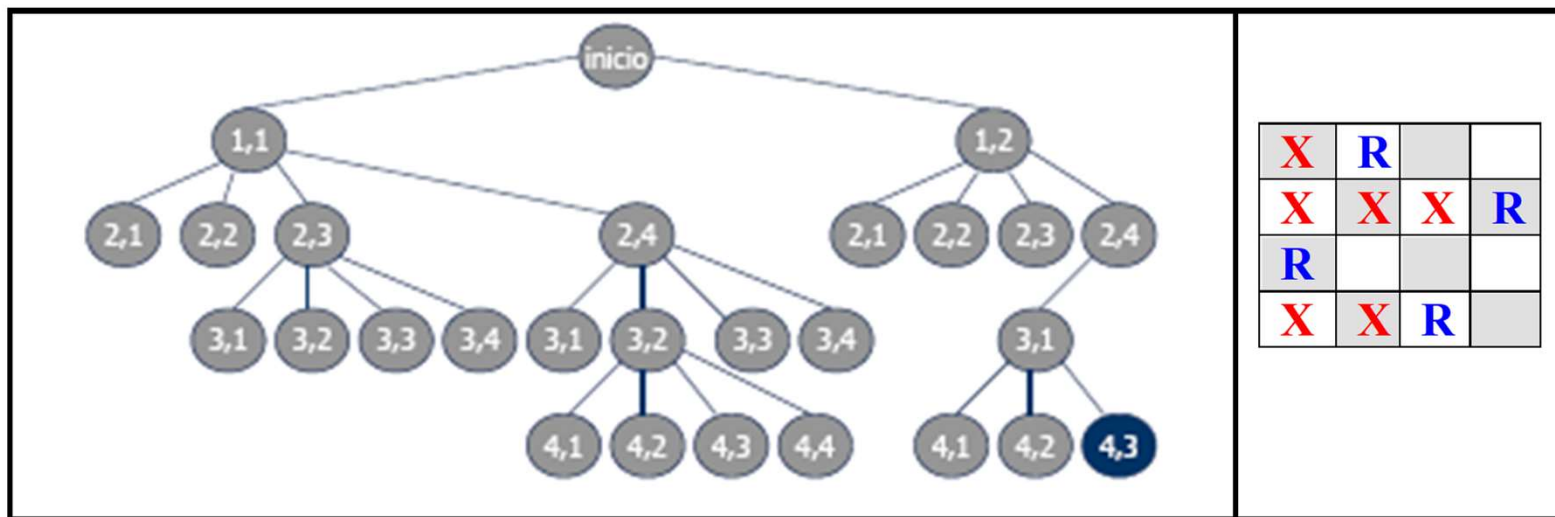 inicio
1,1 1,2
2,1 2,2 2,3 2,4 2,1 2,2 2,3 2,4
3,1 3,2 3,3 3,4 3,1 3,2 3,3 3,4 3,1
4,1 4,2 4,3 4,4 4,1 4,2 4,3
X R
X X X R
R
X X R